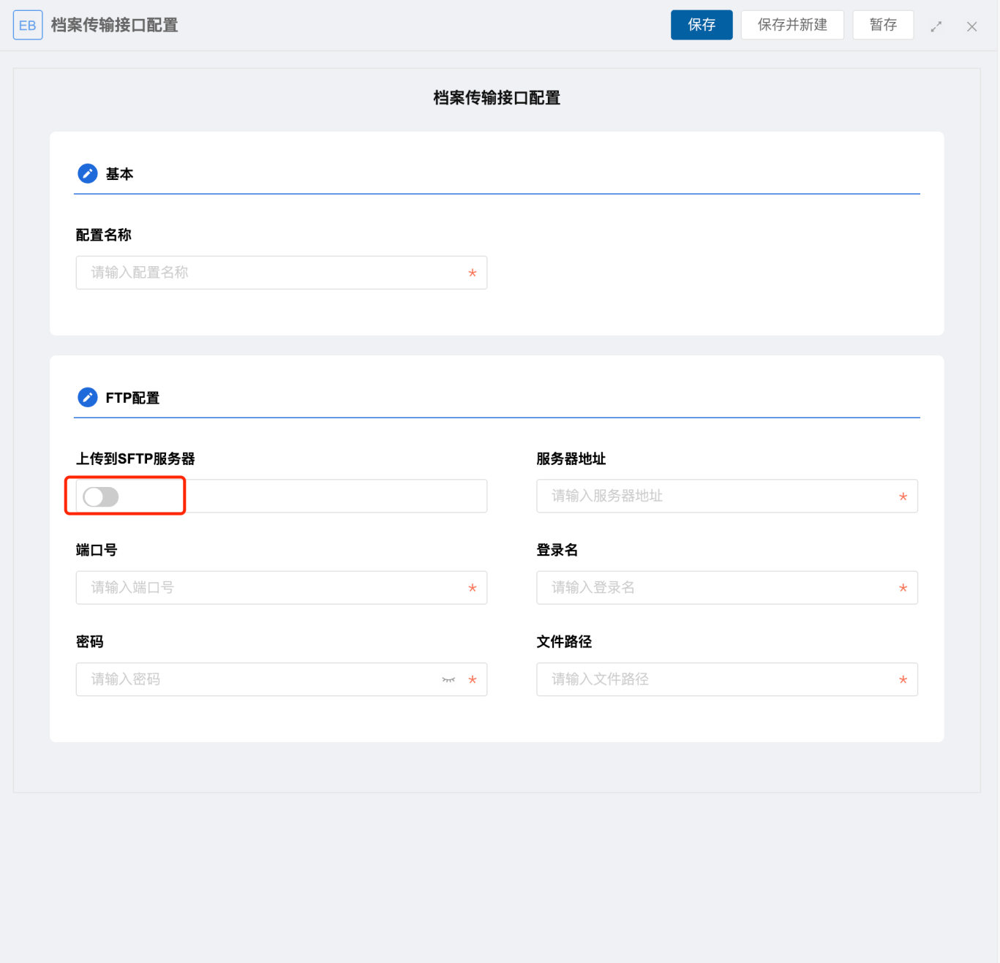 EB 档案传输接口配置 保存 保存并新建 暂存
档案传输接口配置
基本
配置名称
请输入配置名称 *
FTP配置
上传到SFTP服务器 服务器地址
请输入服务器地址 *
端口号 登录名
请输入端口号 * 请输入登录名 *
密码 文件路径
请输入密码 * 请输入文件路径 *